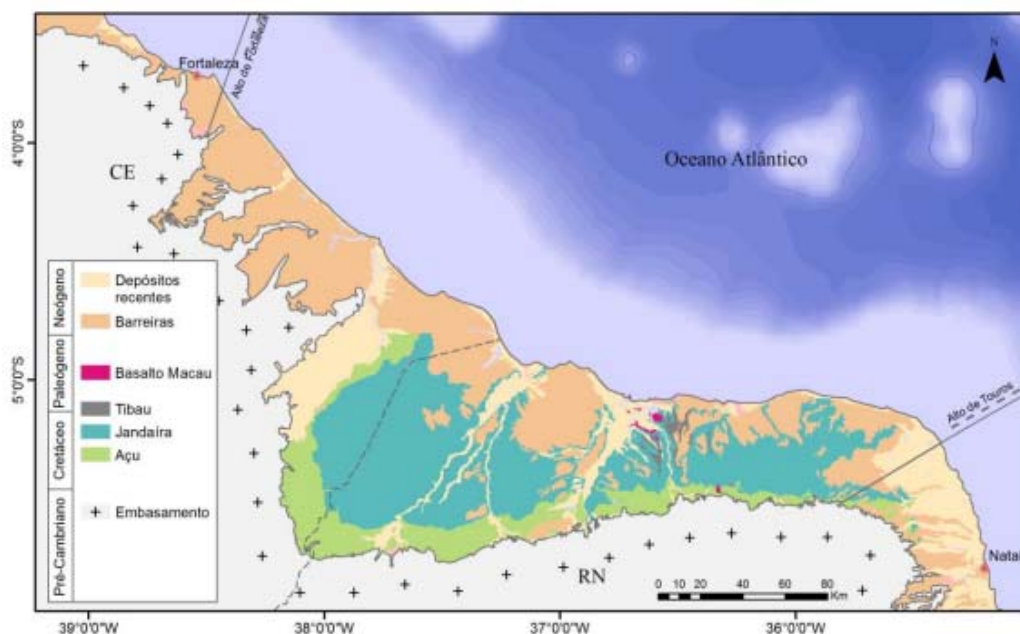 Fortaleza
Alto de Fortaleza
N
4°0'0"S
CE
Oceano Atlântico
Neógeno
Depósitos
recentes
Barreiras
Paleógeno
Basalto Macau
5°0'0"S
Tibau
Cretáceo
Jandaíra
Açu
Alto de Touros
Pré-Cambriano
Embasamento
RN
Natal
0 10 20 40 60 80
Km
39°0'0"W
38°0'0"W
37°0'0"W
36°0'0"W